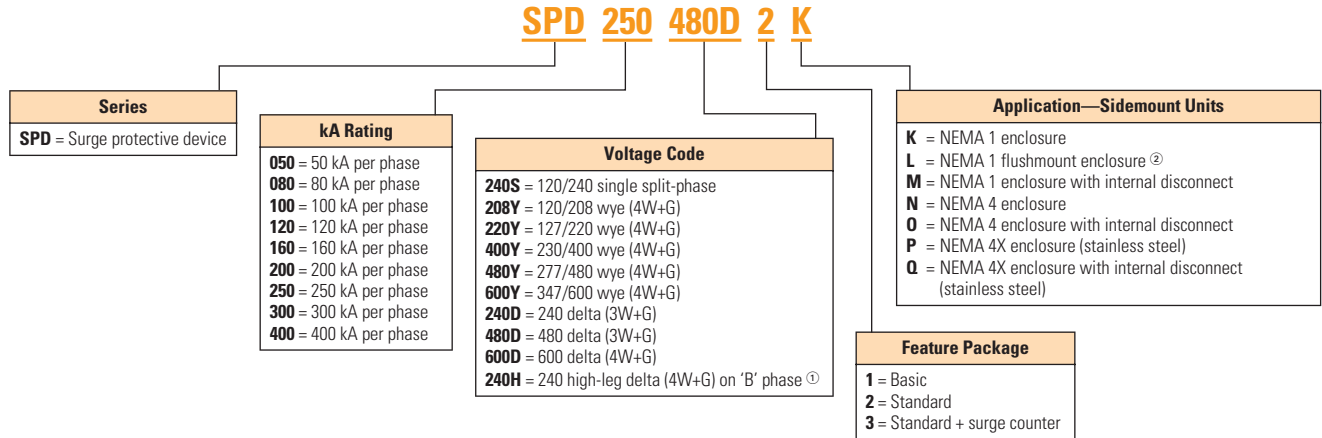 SPD 250 480D 2 K
Series
SPD = Surge protective device
kA Rating
050 = 50 kA per phase
080 = 80 kA per phase
100 = 100 kA per phase
120 = 120 kA per phase
160 = 160 kA per phase
200 = 200 kA per phase
250 = 250 kA per phase
300 = 300 kA per phase
400 = 400 kA per phase
Voltage Code
240S = 120/240 single split-phase
208Y = 120/208 wye (4W+G)
220Y = 127/220 wye (4W+G)
400Y = 230/400 wye (4W+G)
480Y = 277/480 wye (4W+G)
600Y = 347/600 wye (4W+G)
240D = 240 delta (3W+G)
480D = 480 delta (3W+G)
600D = 600 delta (4W+G)
240H = 240 high-leg delta (4W+G) on ‘B’ phase ①
Feature Package
1 = Basic
2 = Standard
3 = Standard + surge counter
Application—Sidemount Units
K = NEMA 1 enclosure
L = NEMA 1 flushmount enclosure ②
M = NEMA 1 enclosure with internal disconnect
N = NEMA 4 enclosure
O = NEMA 4 enclosure with internal disconnect
P = NEMA 4X enclosure (stainless steel)
Q = NEMA 4X enclosure with internal disconnect
(stainless steel)